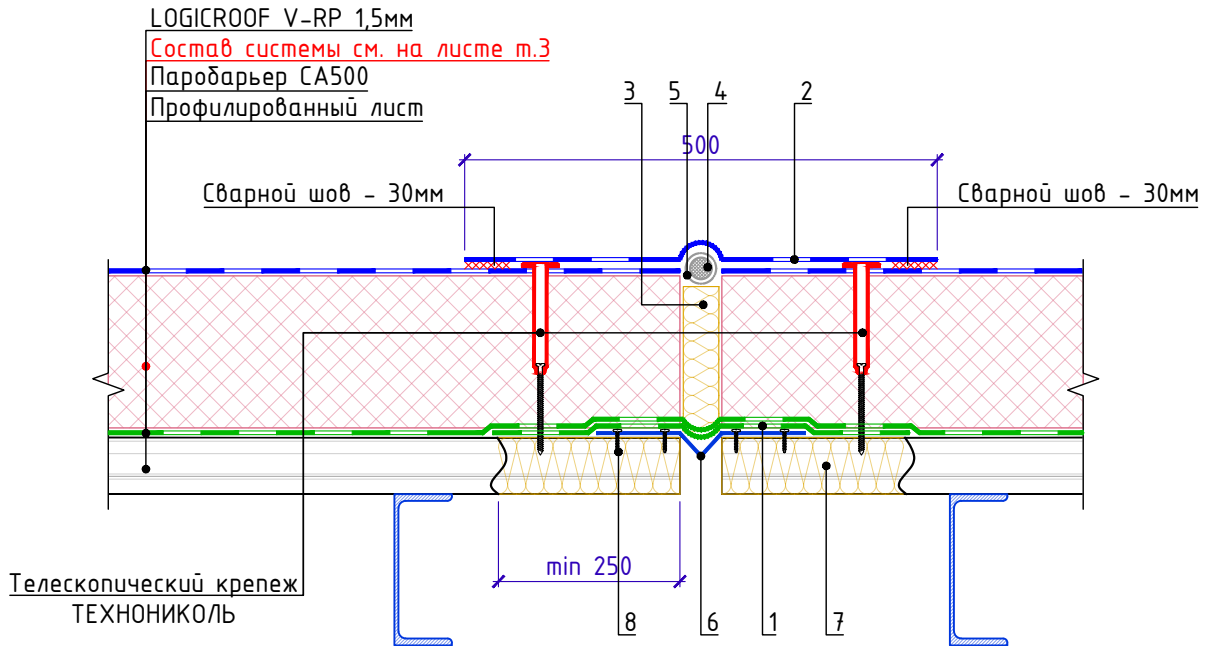 LOGICROOF V-RP 1,5мм
Состав системы см. на листе т.3
Паробарьер СА500
Профилированный лист
3 5 4 2
500
Сварной шов - 30мм
Сварной шов - 30мм
min 250
Телескопический крепеж
ТЕХНОНИКОЛЬ
8 6 1 7